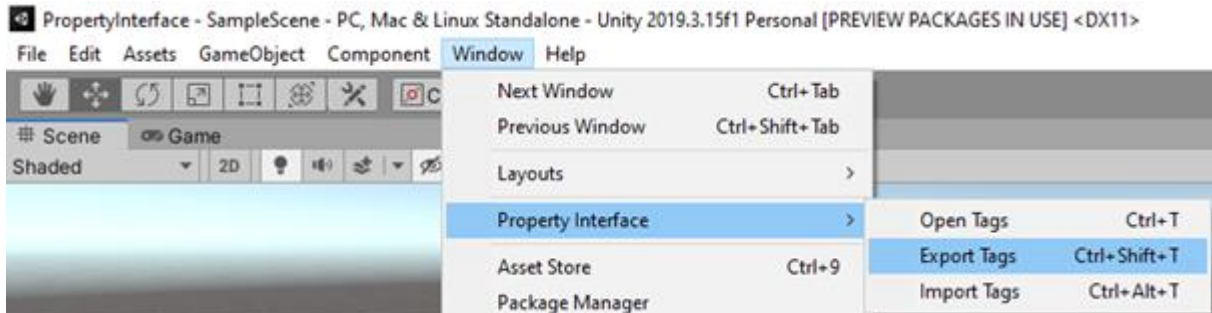 PropertyInterface - SampleScene - PC, Mac & Linux Standalone - Unity 2019.3.15f1 Personal [PREVIEW PACKAGES IN USE] <DX11>
File Edit Assets GameObject Component Window Help
C
Next Window Ctrl+Tab
Previous Window Ctrl+Shift+Tab
Scene Game
Shaded 2D
Layouts
Property Interface
Open Tags Ctrl+T
Export Tags Ctrl+Shift+T
Import Tags Ctrl+Alt+T
Asset Store Ctrl+9
Package Manager